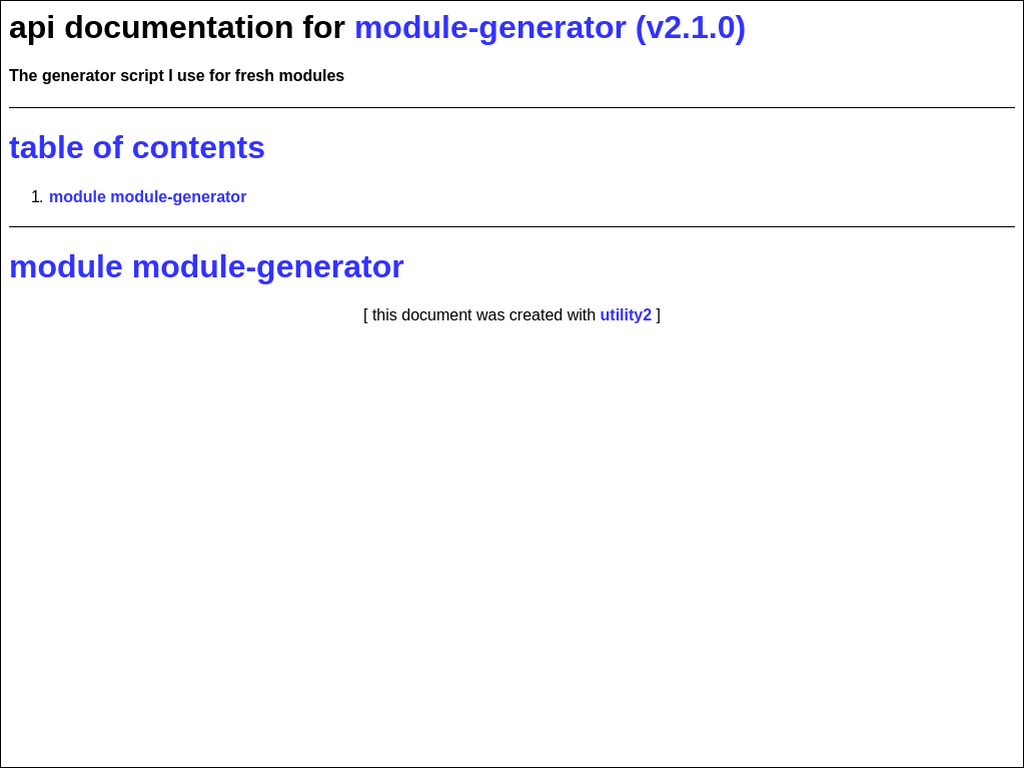 api documentation for module-generator (v2.1.0)
The generator script I use for fresh modules
table of contents
1. module module-generator
module module-generator
[ this document was created with utility2 ]